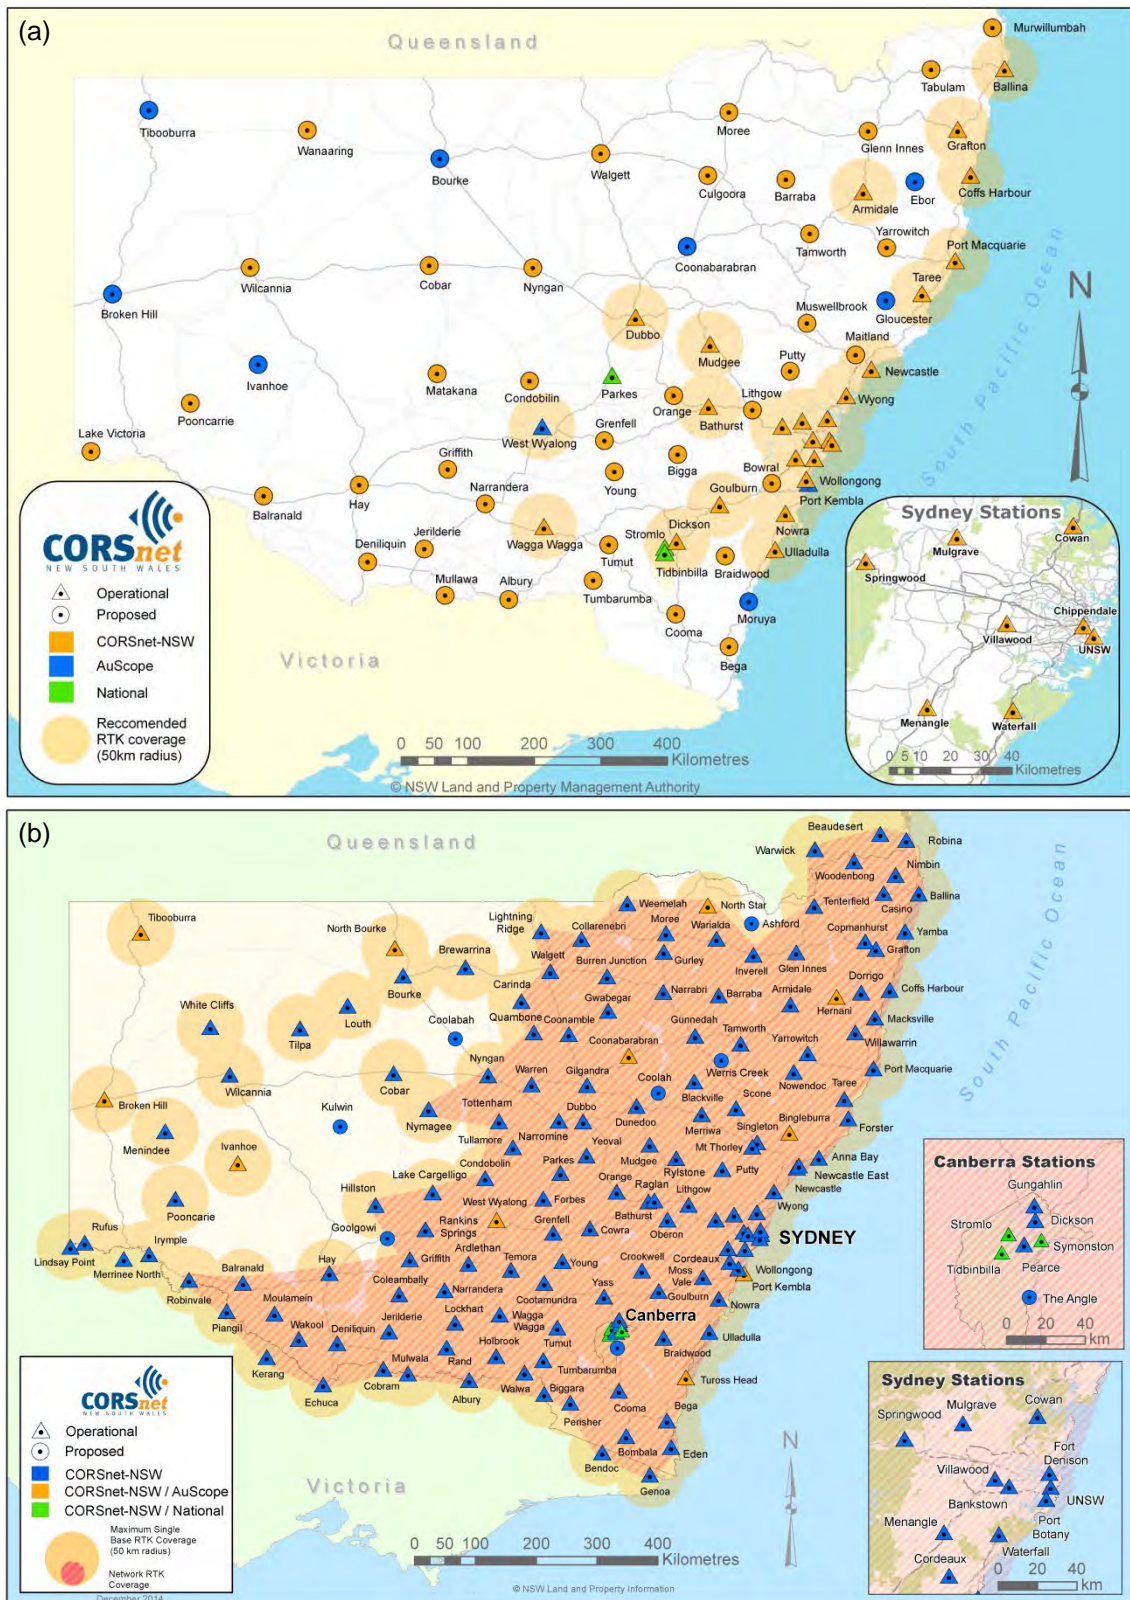 (a)
Queensland
Murwillumbah
Tabulam
Ballina
Tibooburra
Wanaaring
Moree
Glenn Innes
Grafton
Bourke
Walgett
Culgoora
Barraba
Armidale
Ebor
Coffs Harbour
Tamworth
Yarrowitch
Port Macquarie
Coonabarabran
Taree
Wilcannia
Cobar
Nyngan
Broken Hill
Muswellbrook
Gloucester
Dubbo
Maitland
Mudgee
Putty
Newcastle
Ivanhoe
Matakana
Condobilin
Parkes
Orange
Lithgow
Wyong
Pooncarrie
Bathurst
West Wyalong
Grenfell
Lake Victoria
Griffith
Bigga
Bowral
Wollongong
Narrandera
Young
Goulburn
Port Kembla
Balranald
Hay
Jerilderie
Stromlo
Dickson
Nowra
Wagga Wagga
Deniliquin
Tumut
Tidbinbilla
Braidwood
Ulladulla
Mullawa
Albury
Tumbarumba
Moruya
Cooma
Bega
Victoria
South Pacific Ocean
N
CORSnet
NEW SOUTH WALES
Operational
Proposed
CORSnet-NSW
AuScope
National
Reccomended
RTK coverage
(50km radius)
0 50 100 200 300 400
Kilometres
© NSW Land and Property Management Authority
Sydney Stations
Cowan
Mulgrave
Springwood
Chippendale
Villawood
UNSW
Menangle
Waterfall
0 5 10 20 30 40
Kilometres
(b)
Queensland
Beaudesert
Robina
Warwick
Woodenbong
Nimbin
Tibooburra
Lightning
Ridge
Weemelah
North Star
Tenterfield
Casino
Ballina
North Bourke
Collarenebri
Moree
Warialda
Ashford
Copmanhurst
Yamba
Brewarrina
Walgett
Burren Junction
Gurley
Inverell
Glen Innes
Grafton
Bourke
Carinda
Gwabegar
Narrabri
Barraba
Armidale
Dorrigo
Coffs Harbour
White Cliffs
Louth
Coolabah
Quambone
Coonamble
Gunnedah
Tamworth
Hernani
Macksville
Tilpa
Coonabarabran
Yarrowitch
Willawarrin
Nyngan
Werris Creek
Wilcannia
Cobar
Warren
Gilgandra
Coolah
Nowendoc
Port Macquarie
Taree
Broken Hill
Kulwin
Nymagee
Tottenham
Dubbo
Blackville
Scone
Bingleburra
Dunedoo
Merriwa
Singleton
Forster
Menindee
Tullamore
Narromine
Yeoval
Mt Thorley
Ivanhoe
Condobolin
Parkes
Mudgee
Rylstone
Putty
Anna Bay
Newcastle East
Lake Cargelligo
Orange
Raglan
Lithgow
Newcastle
Hillston
West Wyalong
Forbes
Wyong
Pooncarie
Goolgowi
Rankins
Springs
Grenfell
Cowra
Bathurst
Oberon
SYDNEY
Rufus
Irymple
Lindsay Point
Merrinee North
Hay
Griffith
Ardlethan
Temora
Young
Crookwell
Cordeaux
Wollongong
Balranald
Coleambally
Yass
Moss
Vale
Port Kembla
Robinvale
Moulamein
Narrandera
Cootamundra
Goulburn
Nowra
Lockhart
Wagga
Wagga
Canberra
Piangil
Wakool
Deniliquin
Jerilderie
Holbrook
Tumut
Braidwood
Ulladulla
Kerang
Mulwala
Rand
Tumbarumba
Tuross Head
Echuca
Cobram
Albury
Walwa
Biggara
Cooma
Bega
Perisher
Bombala
Eden
Bendoc
Genoa
Victoria
South Pacific Ocean
N
CORSnet
NEW SOUTH WALES
Operational
Proposed
CORSnet-NSW
CORSnet-NSW / AuScope
CORSnet-NSW / National
Maximum Single
Base RTK Coverage
(50 km radius)
Network RTK
Coverage
December 2014
0 50 100 200 300 400
Kilometres
© NSW Land and Property Information
Canberra Stations
Gungahlin
Stromlo
Dickson
Symonston
Tidbinbilla
Pearce
The Angle
0 20 40
km
Sydney Stations
Cowan
Mulgrave
Springwood
Fort
Denison
Villawood
Bankstown
UNSW
Menangle
Port
Botany
Waterfall
Cordeaux
0 20 40
km